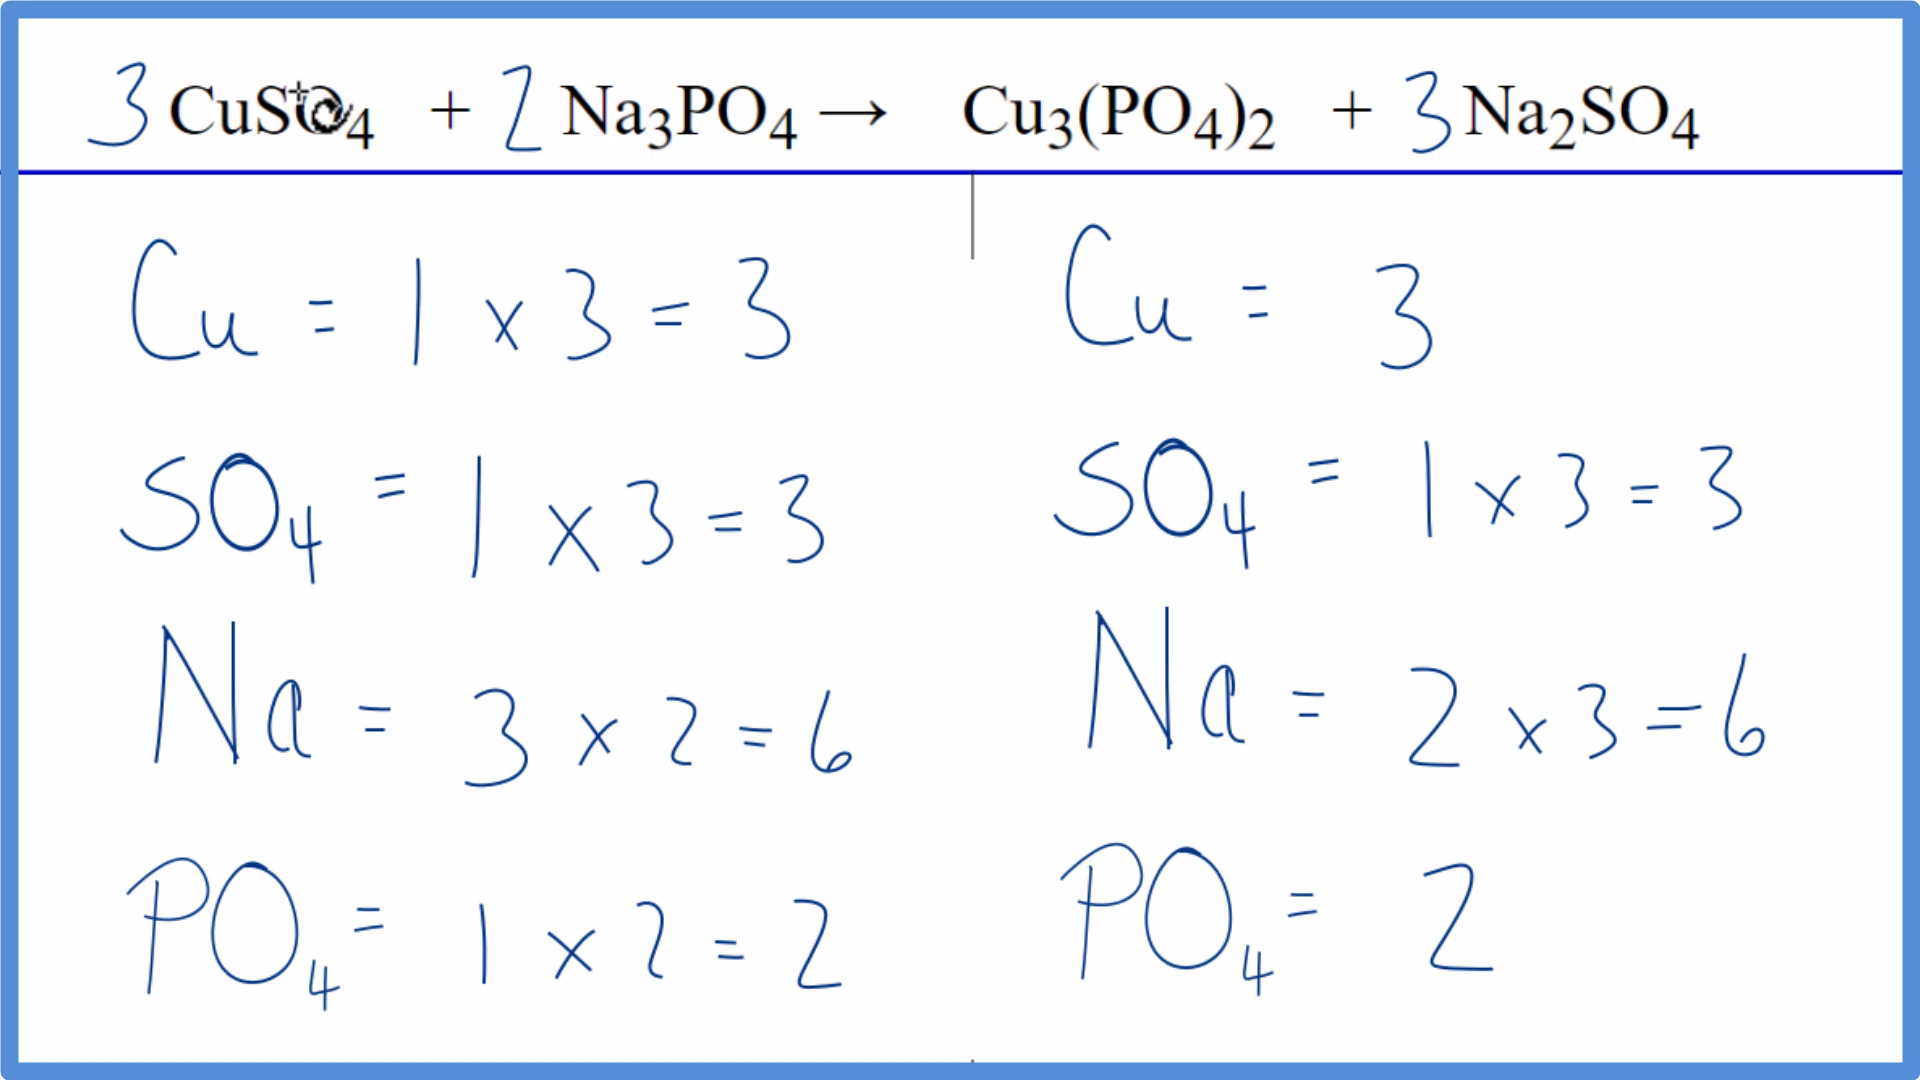 3 CuSO4 + 2 Na3PO4 → Cu3(PO4)2 + 3 Na2SO4
Cu = 1 x 3 = 3
Cu = 3
SO4 = 1 x 3 = 3
SO4 = 1 x 3 = 3
Na = 3 x 2 = 6
Na = 2 x 3 = 6
PO4 = 1 x 2 = 2
PO4 = 2